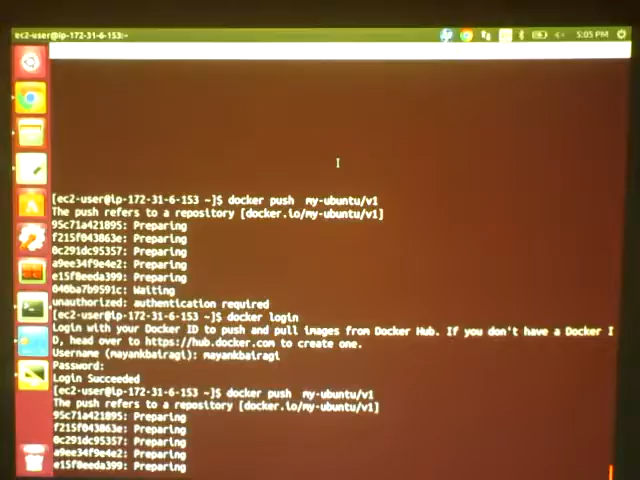 ec2-user@ip-172-31-6-153:~
5:05 PM
[ec2-user@ip-172-31-6-153 ~]$ docker push  my-ubuntu/v1
The push refers to a repository [docker.io/my-ubuntu/v1]
95c71a421895: Preparing
f215f043863e: Preparing
0c291dc95357: Preparing
a9ee34f9e4e2: Preparing
e15f8eeda399: Preparing
040ba7b9591c: Waiting
unauthorized: authentication required
[ec2-user@ip-172-31-6-153 ~]$ docker login
Login with your Docker ID to push and pull images from Docker Hub. If you don't have a Docker I
D, head over to https://hub.docker.com to create one.
Username (mayankbairagi): mayankbairagi
Password:
Login Succeeded
[ec2-user@ip-172-31-6-153 ~]$ docker push  my-ubuntu/v1
The push refers to a repository [docker.io/my-ubuntu/v1]
95c71a421895: Preparing
f215f043863e: Preparing
0c291dc95357: Preparing
a9ee34f9e4e2: Preparing
e15f8eeda399: Preparing